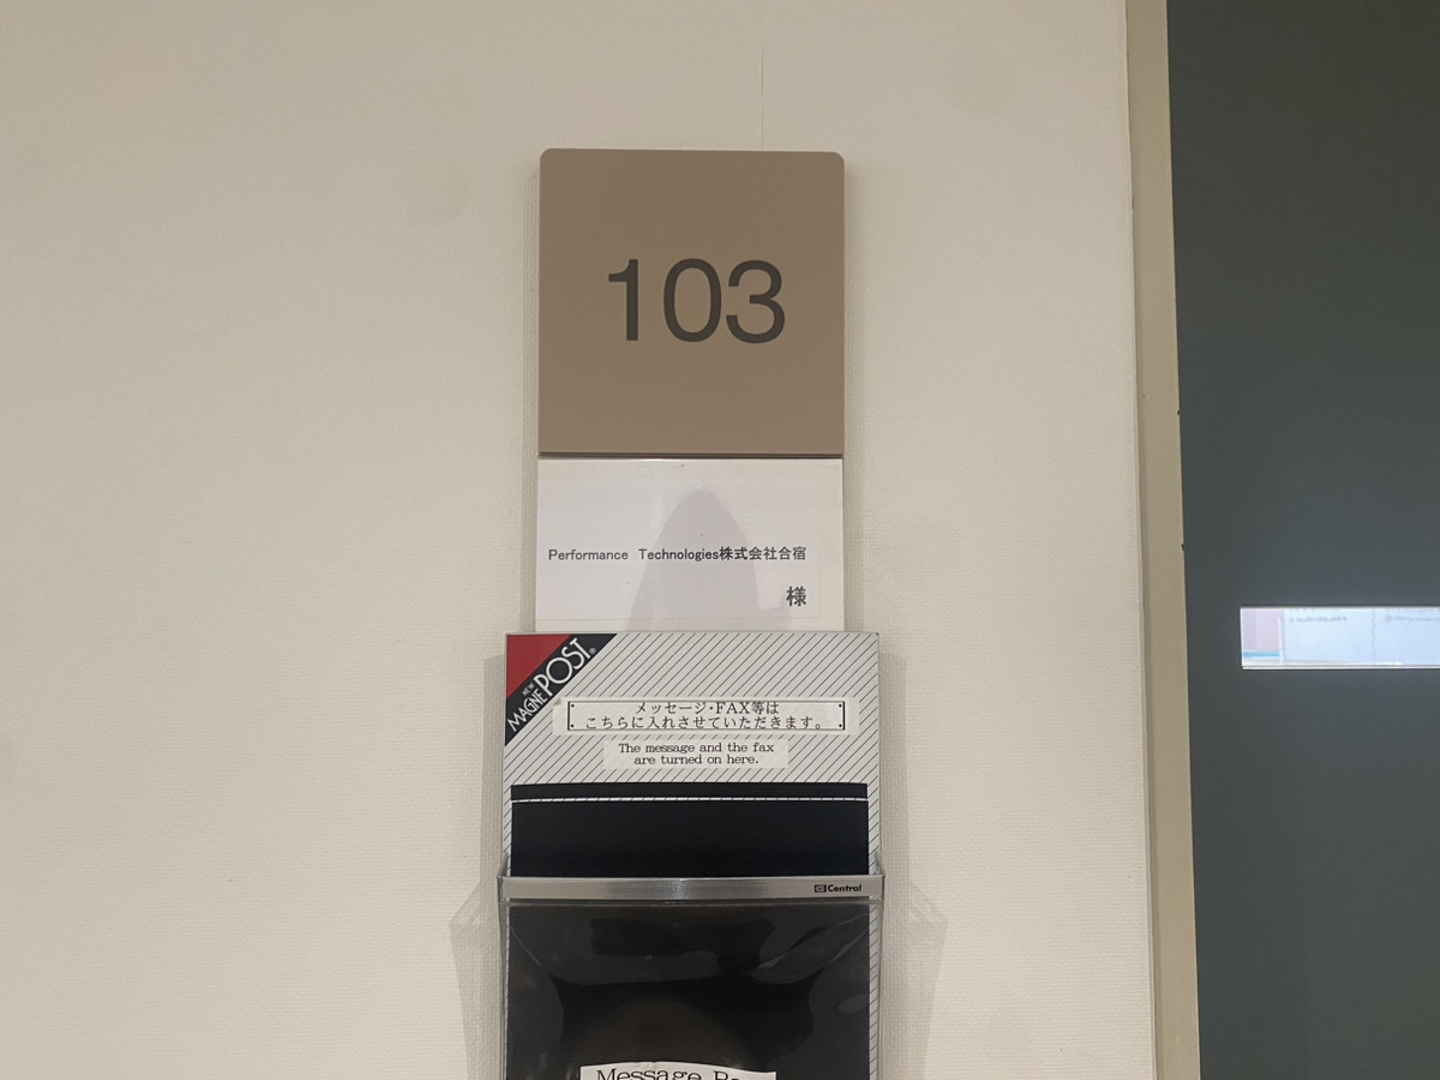 103
Performance Technologies株式会社合宿
様
NEW
MAGNE POST®
メッセージ・FAX等は
こちらに入れさせていただきます。
The message and the fax
are turned on here.
Central
Message